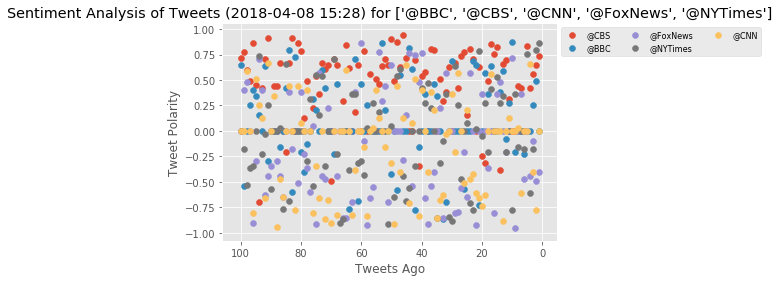 Sentiment Analysis of Tweets (2018-04-08 15:28) for ['@BBC', '@CBS', '@CNN', '@FoxNews', '@NYTimes']
@CBS @FoxNews @CNN
@BBC @NYTimes
1.00
0.75
0.50
0.25
0.00
−0.25
−0.50
−0.75
−1.00
Tweet Polarity
100 80 60 40 20 0
Tweets Ago